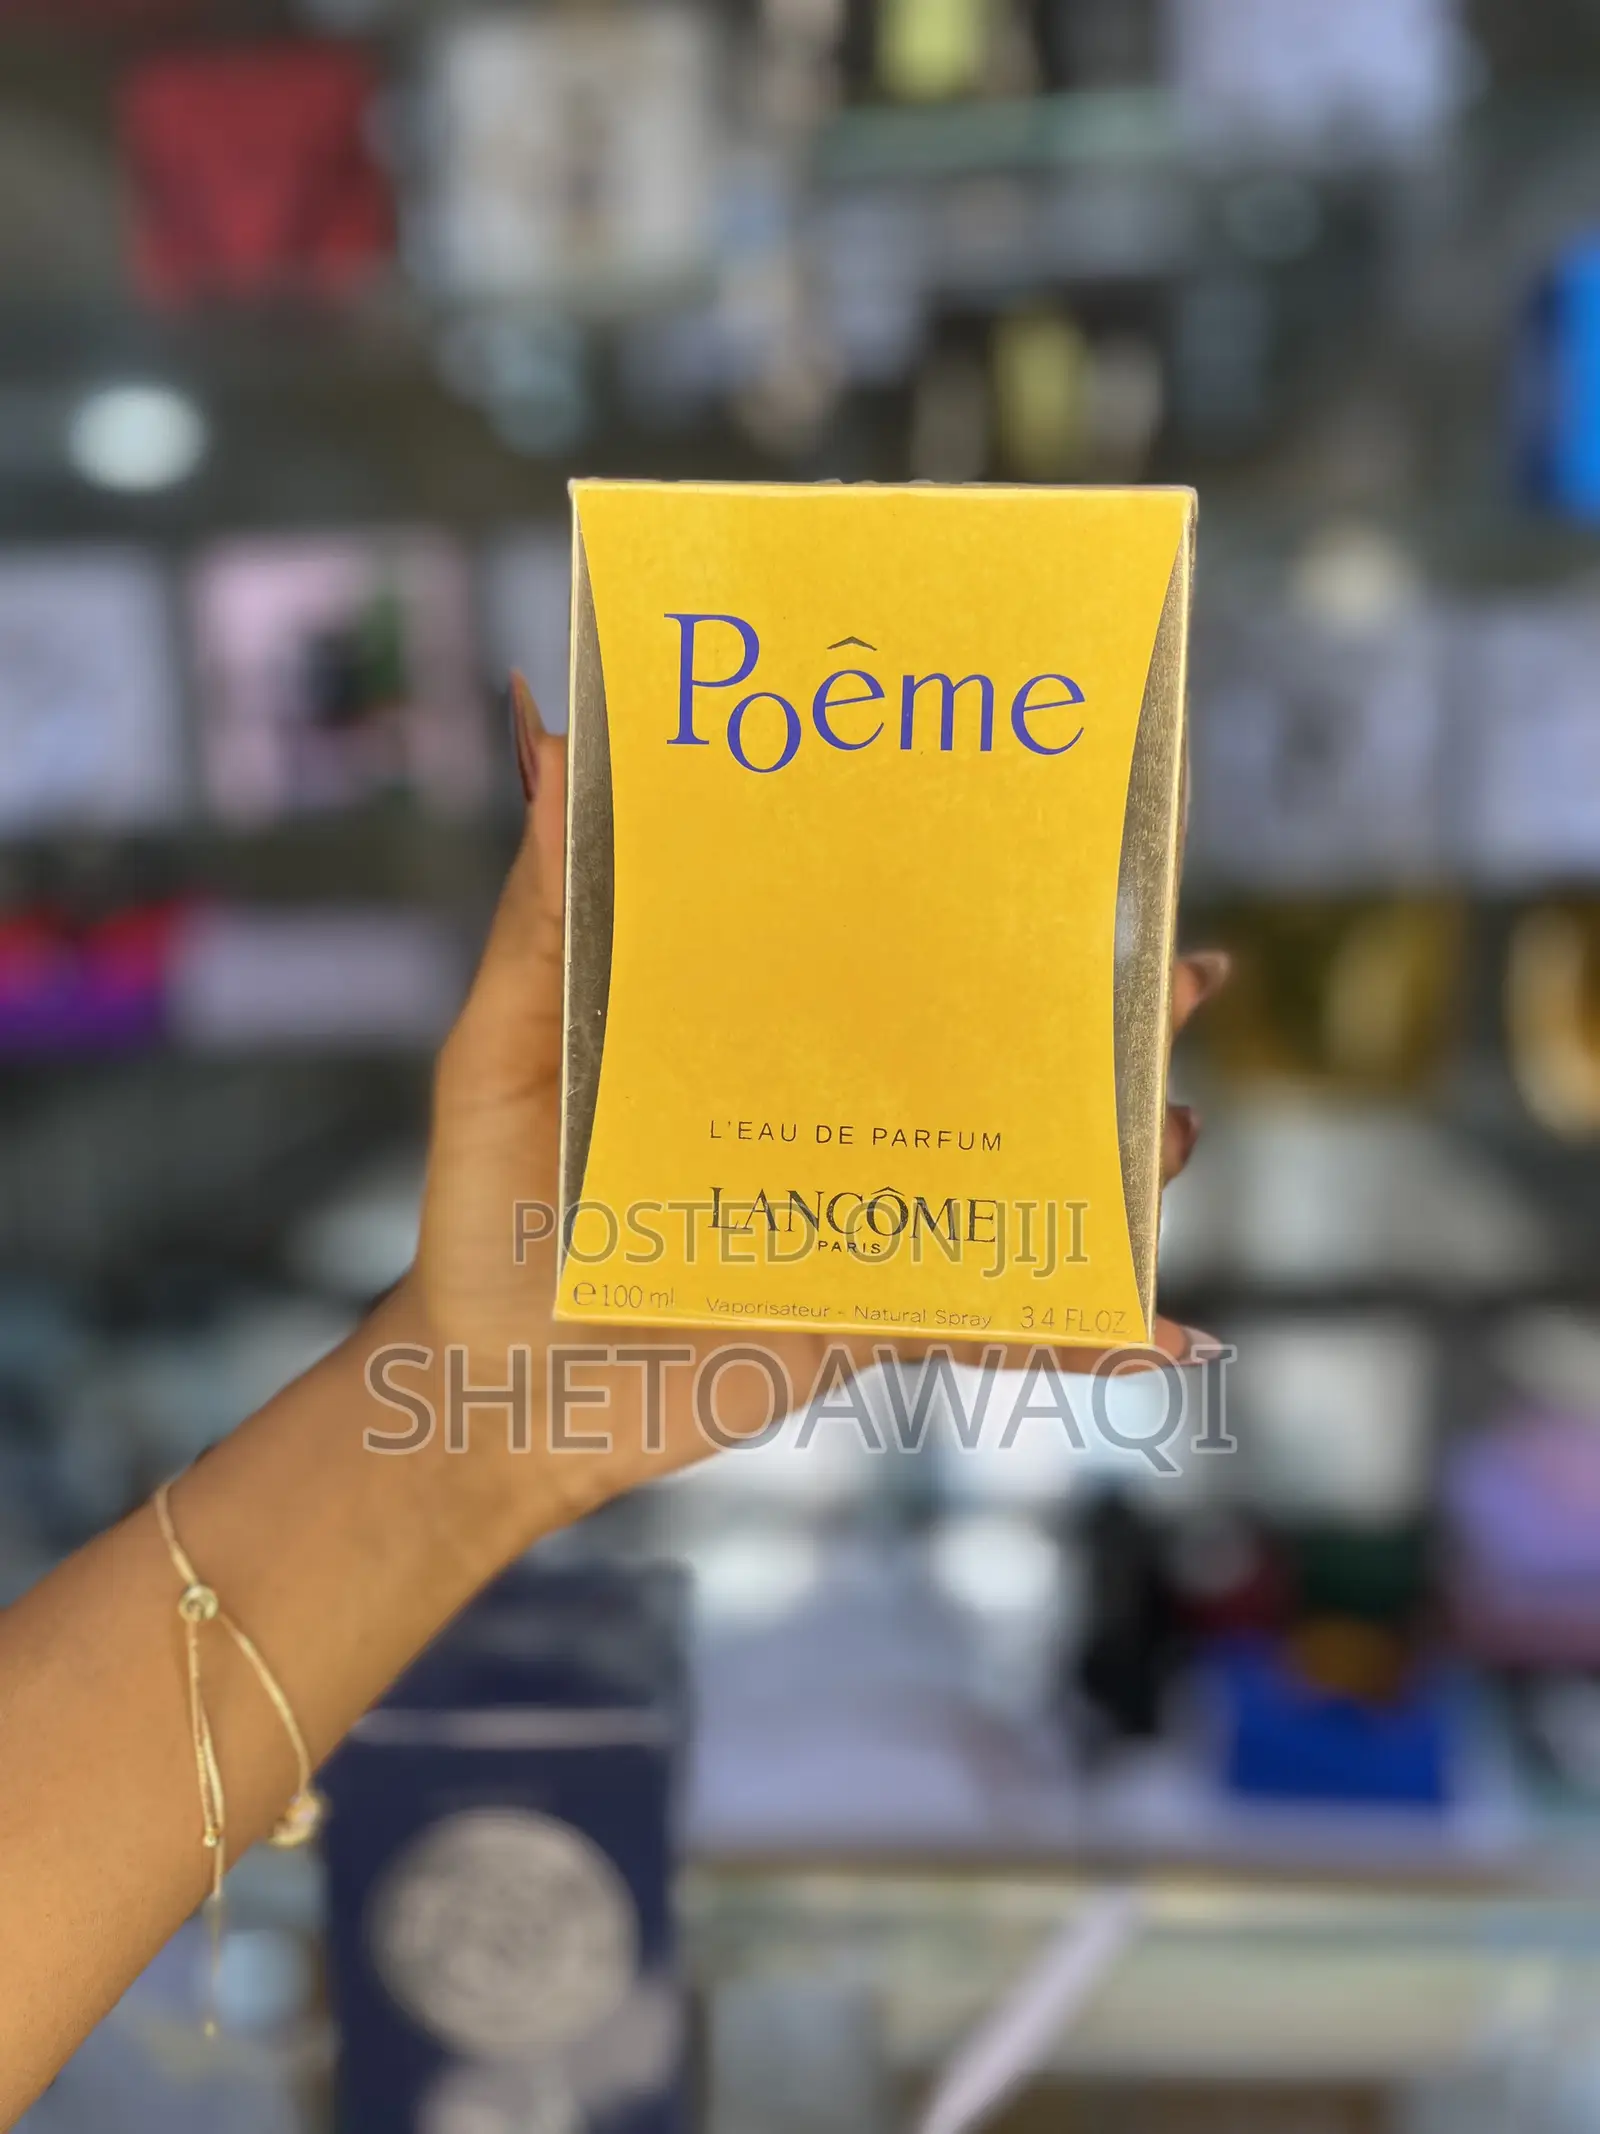 Poême
L'EAU DE PARFUM
LANCÔME
PARIS
POSTED ON JIJI
e100 ml Vaporisateur - Natural Spray 3.4 FL.OZ.
SHETOAWAQI